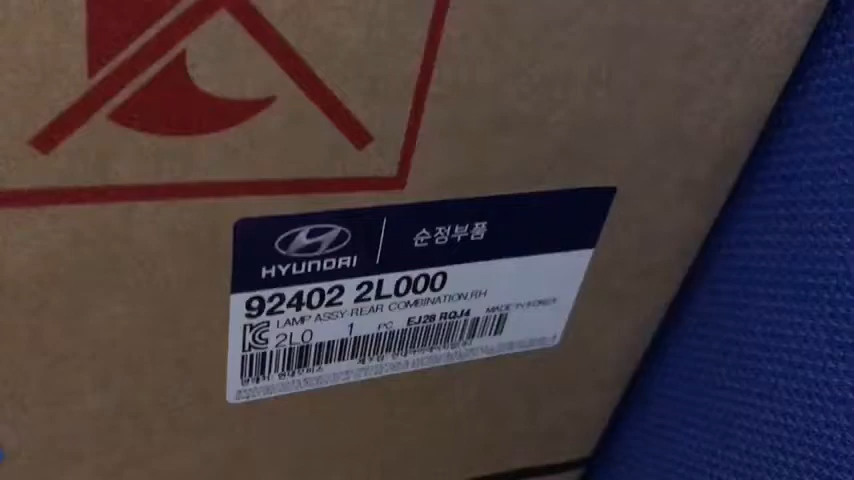 HYUNDAI
순정부품
92402 2L000
LAMP ASSY-REAR COMBINATION,RH
2L0 1 PC EJ28 RQJ4 MADE IN KOREA